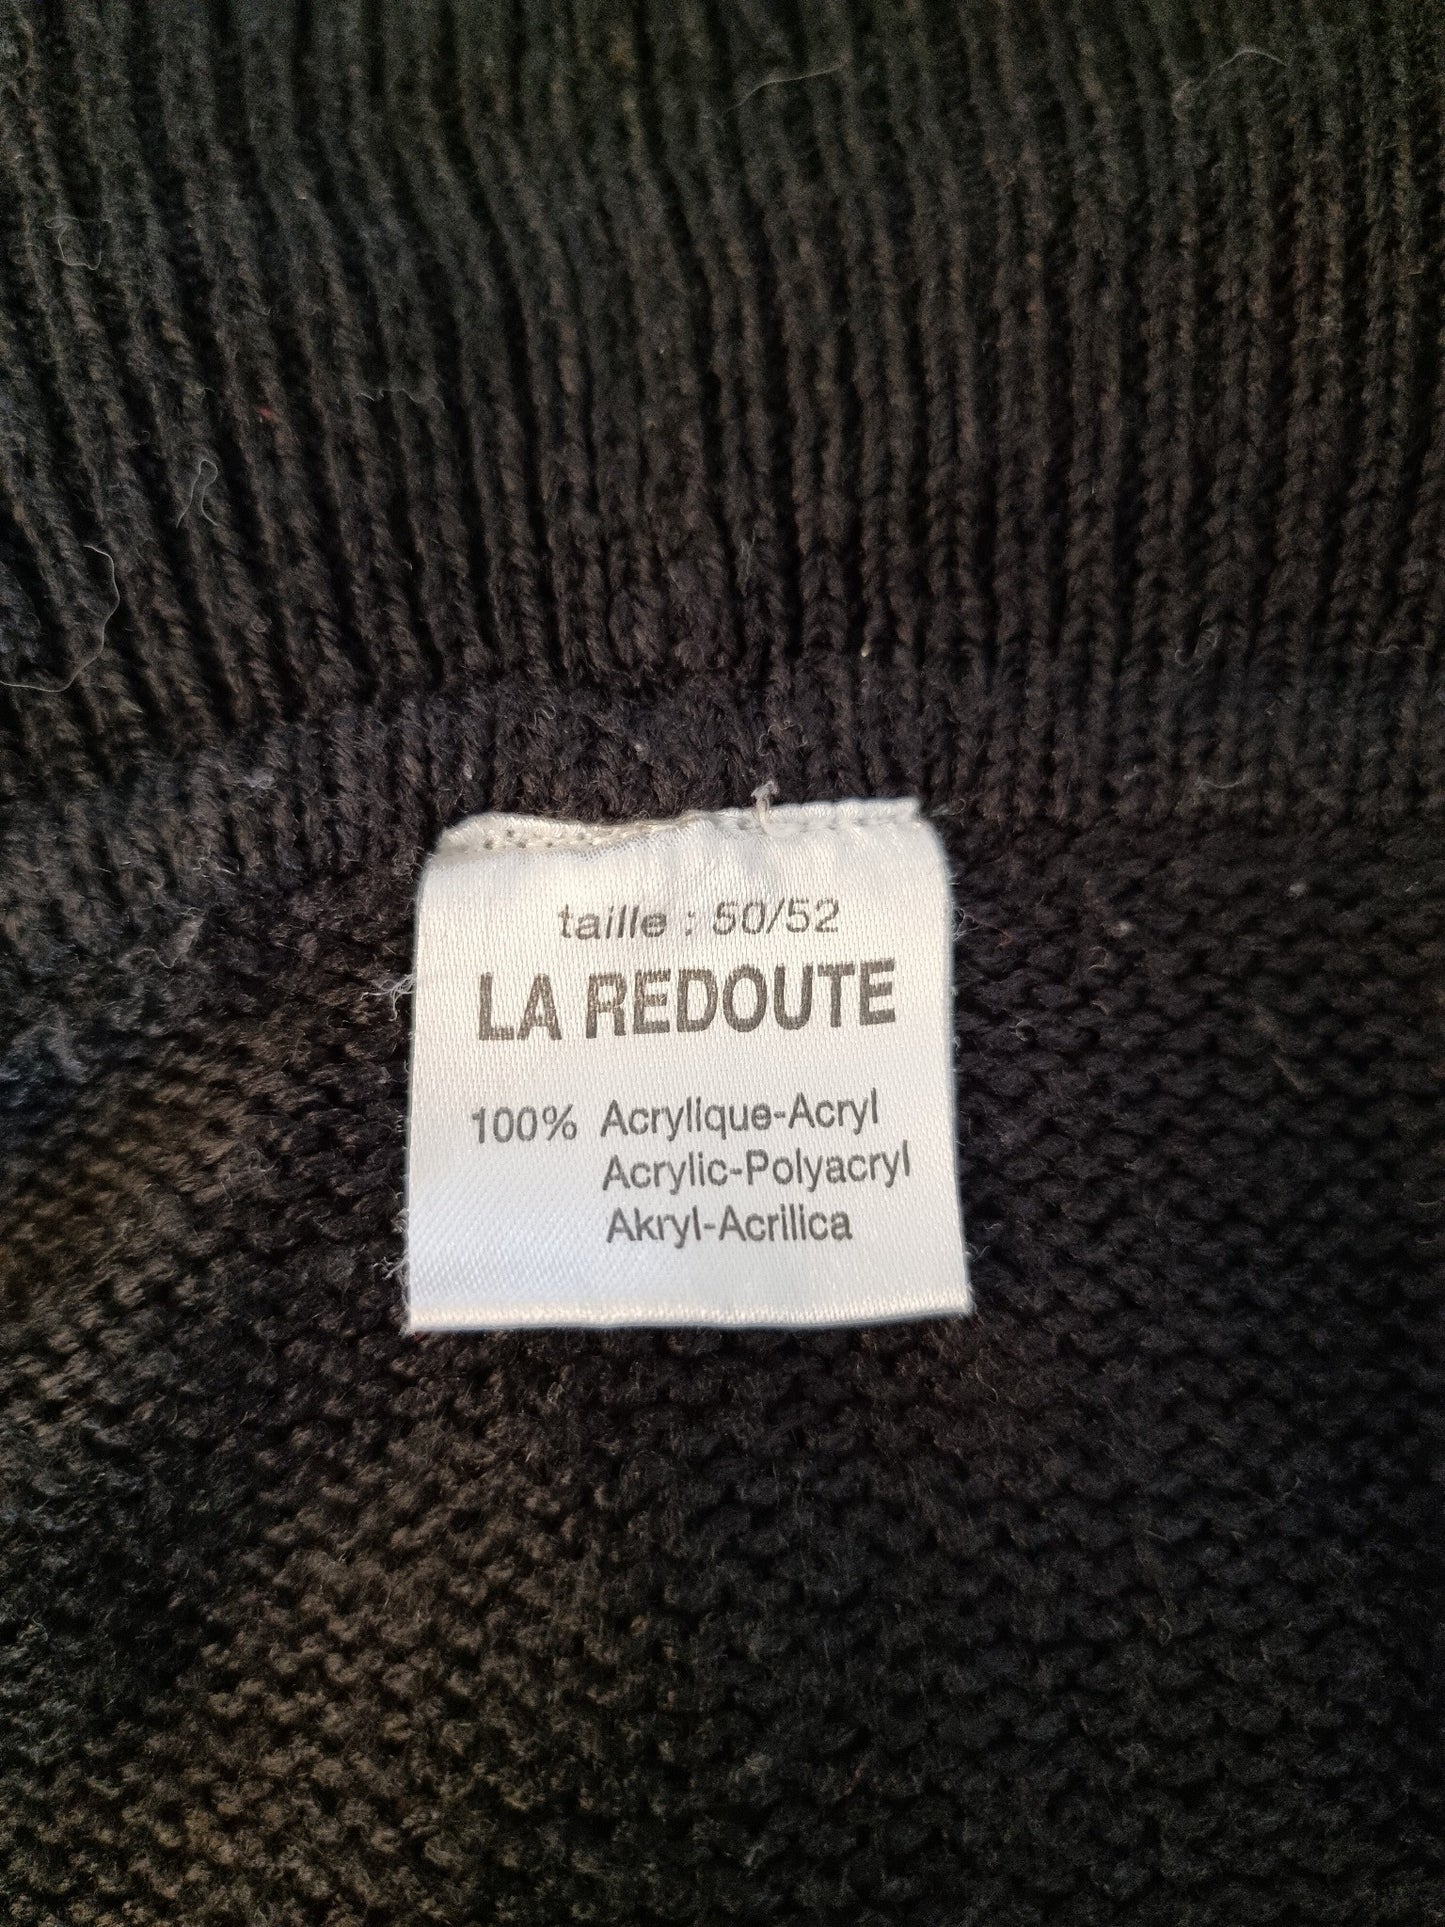 taille : 50/52
LA REDOUTE
100% Acrylique-Acryl
Acrylic-Polyacryl
Akryl-Acrilica